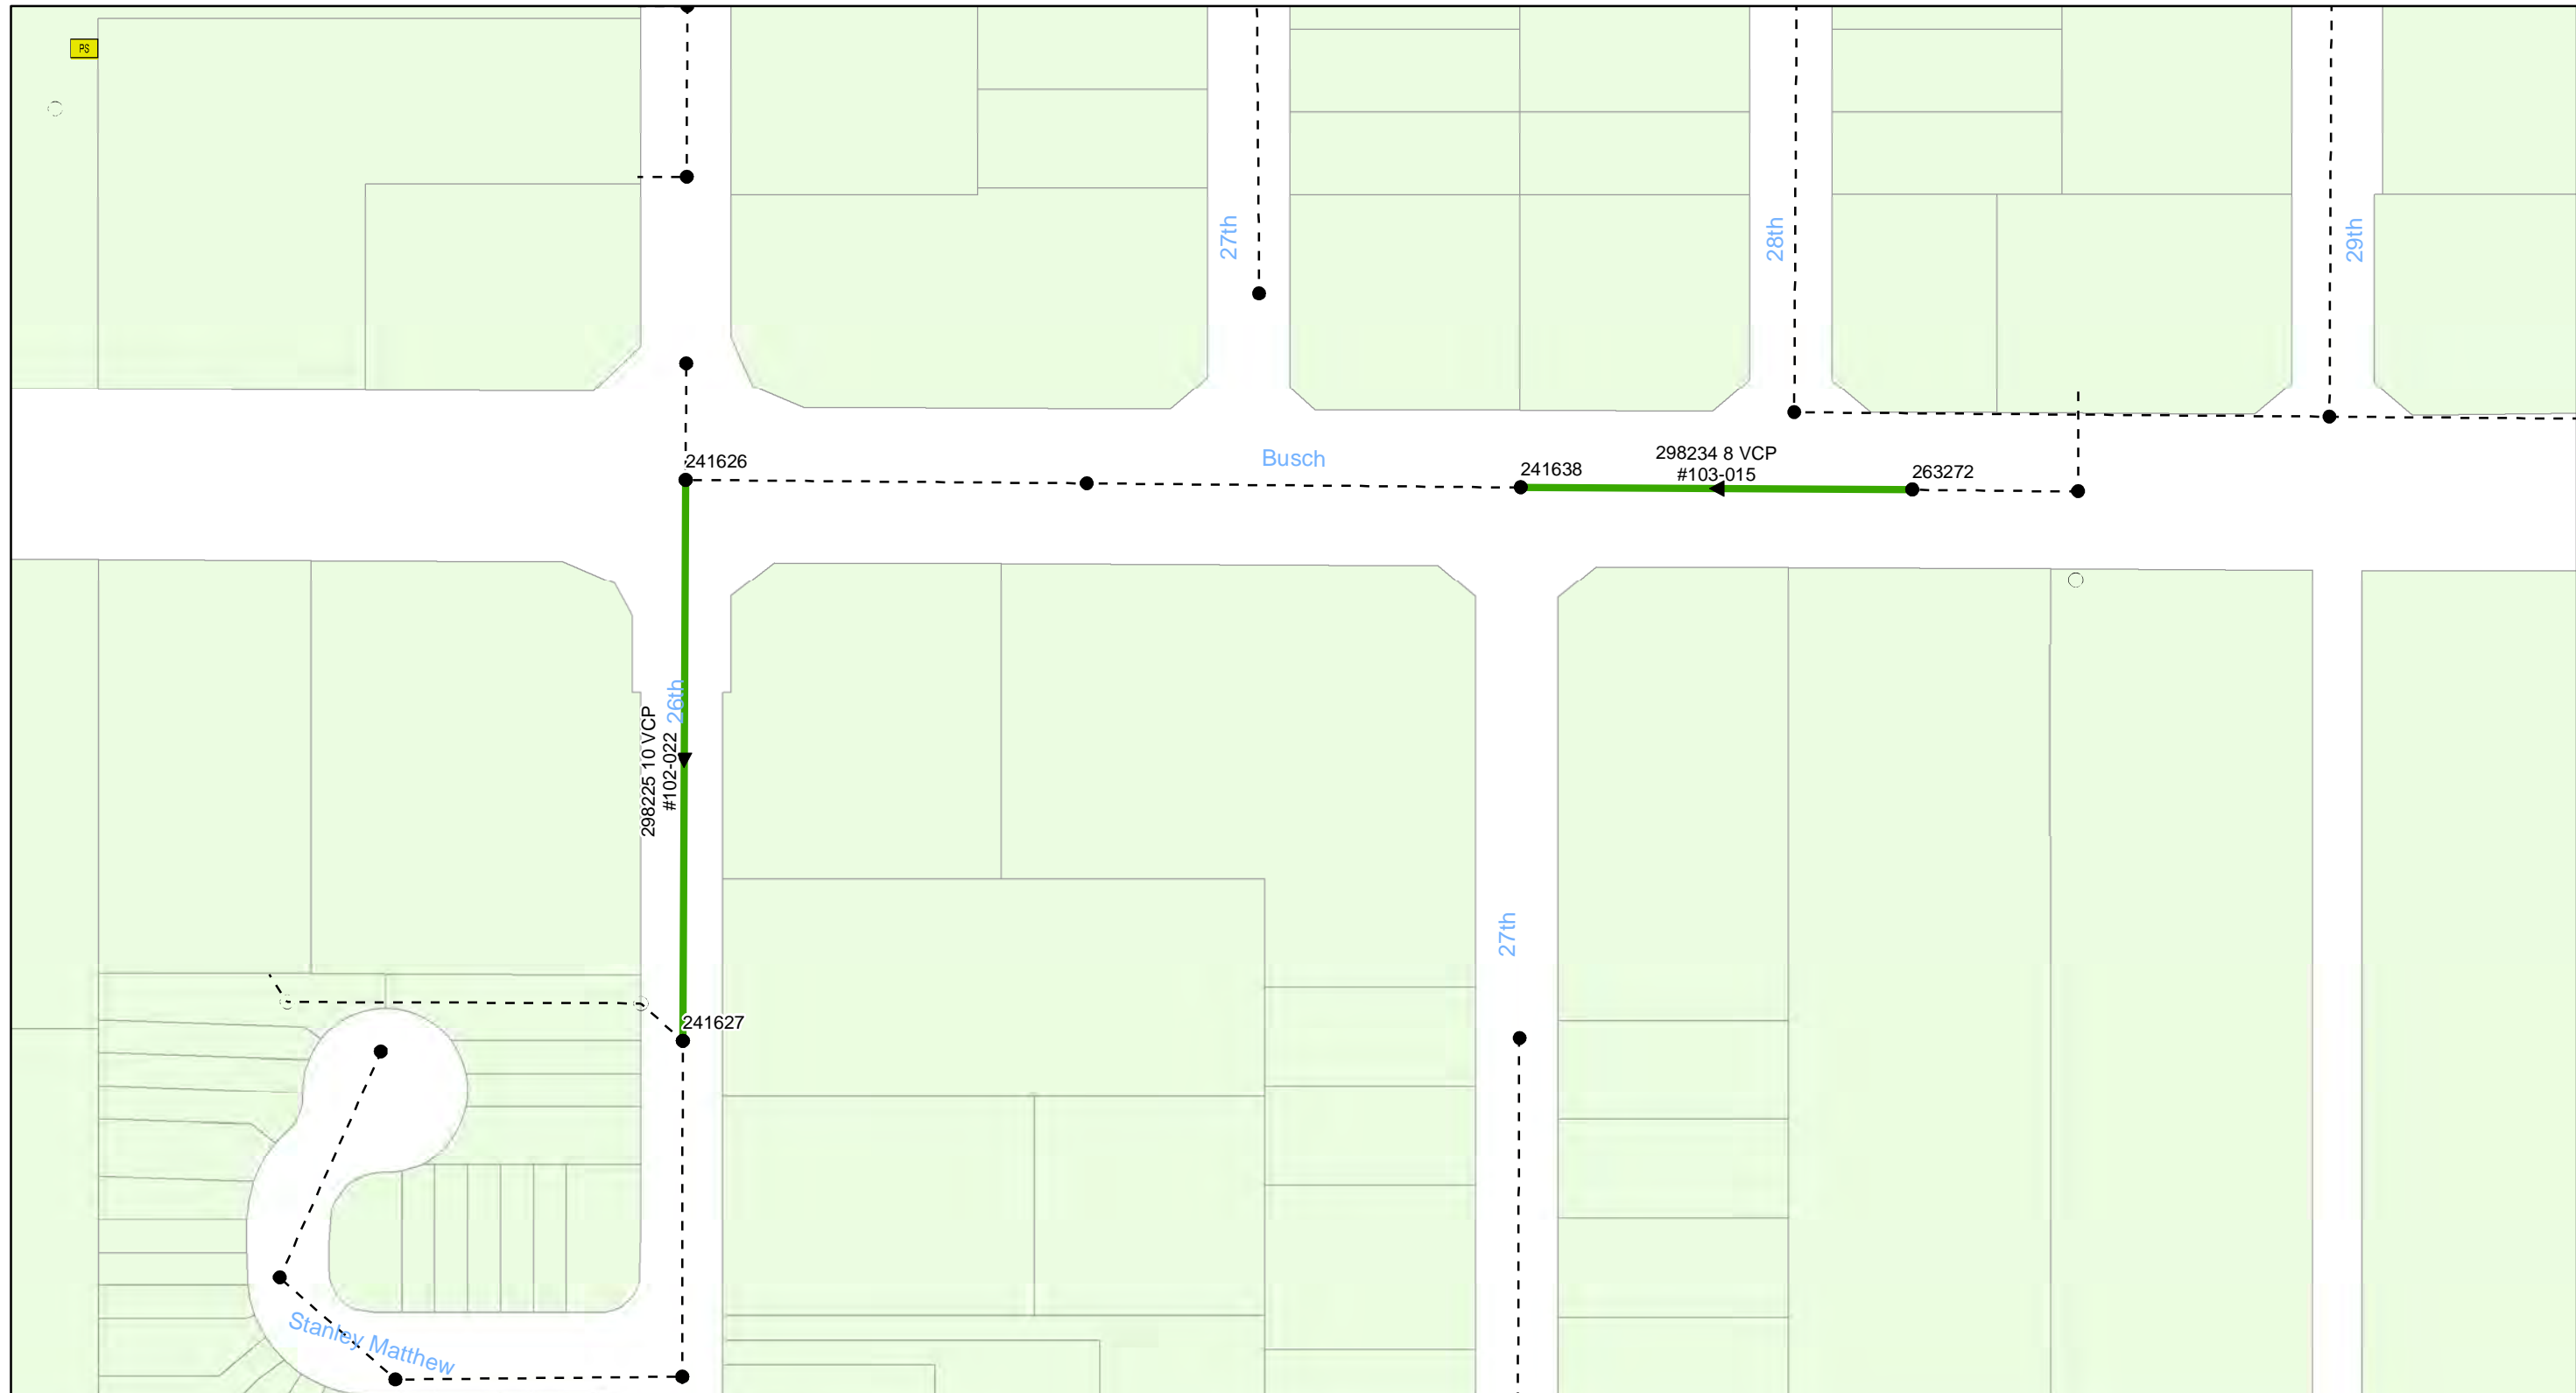 PS
27th
28th
29th
241626
Busch
241638
298234 8 VCP
#103-015
263272
26th
298225 10 VCP
#102-022
27th
241627
Stanley Matthew